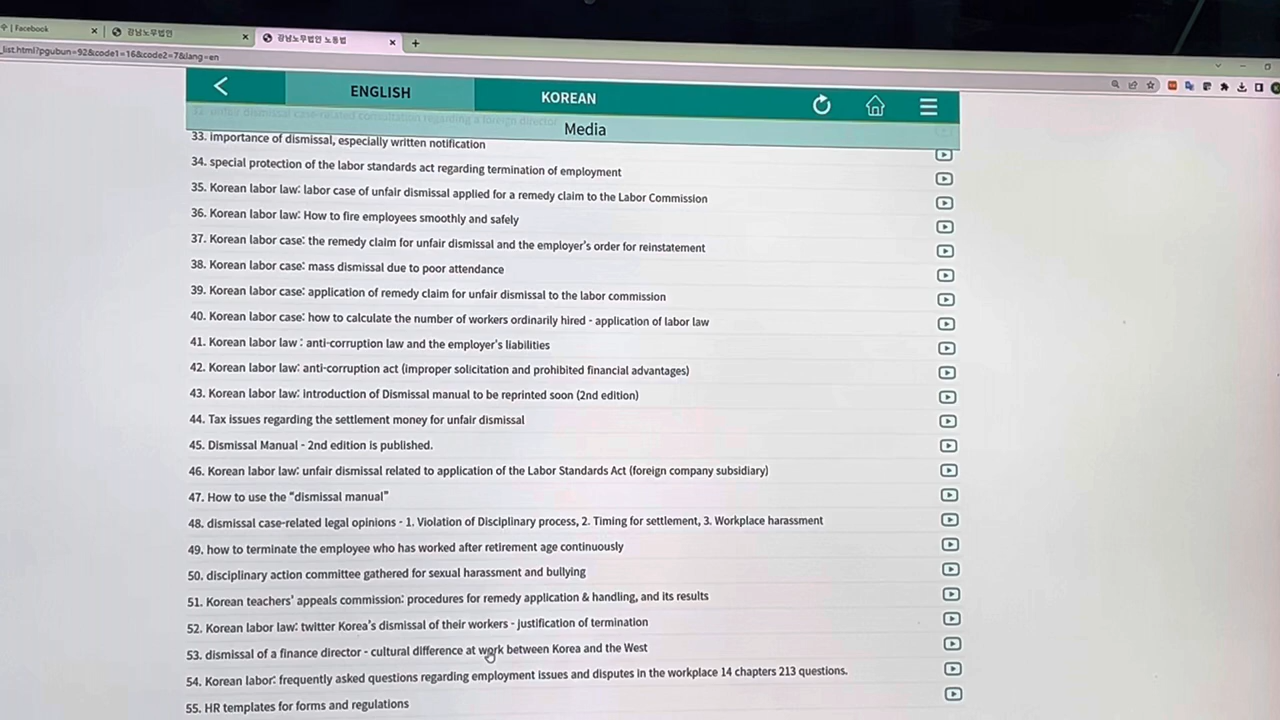 수 | Facebook
강남노무법인
강남노무법인 노동법
_list.html?pgubun=92&code1=16&code2=7&lang=en
ENGLISH
KOREAN
Media
33. importance of dismissal, especially written notification
34. special protection of the labor standards act regarding termination of employment
35. Korean labor law: labor case of unfair dismissal applied for a remedy claim to the Labor Commission
36. Korean labor law: How to fire employees smoothly and safely
37. Korean labor case: the remedy claim for unfair dismissal and the employer's order for reinstatement
38. Korean labor case: mass dismissal due to poor attendance
39. Korean labor case: application of remedy claim for unfair dismissal to the labor commission
40. Korean labor case: how to calculate the number of workers ordinarily hired - application of labor law
41. Korean labor law : anti-corruption law and the employer's liabilities
42. Korean labor law: anti-corruption act (improper solicitation and prohibited financial advantages)
43. Korean labor law: introduction of Dismissal manual to be reprinted soon (2nd edition)
44. Tax issues regarding the settlement money for unfair dismissal
45. Dismissal Manual - 2nd edition is published.
46. Korean labor law: unfair dismissal related to application of the Labor Standards Act (foreign company subsidiary)
47. How to use the "dismissal manual"
48. dismissal case-related legal opinions - 1. Violation of Disciplinary process, 2. Timing for settlement, 3. Workplace harassment
49. how to terminate the employee who has worked after retirement age continuously
50. disciplinary action committee gathered for sexual harassment and bullying
51. Korean teachers' appeals commission: procedures for remedy application & handling, and its results
52. Korean labor law: twitter Korea's dismissal of their workers - justification of termination
53. dismissal of a finance director - cultural difference at work between Korea and the West
54. Korean labor: frequently asked questions regarding employment issues and disputes in the workplace 14 chapters 213 questions.
55. HR templates for forms and regulations